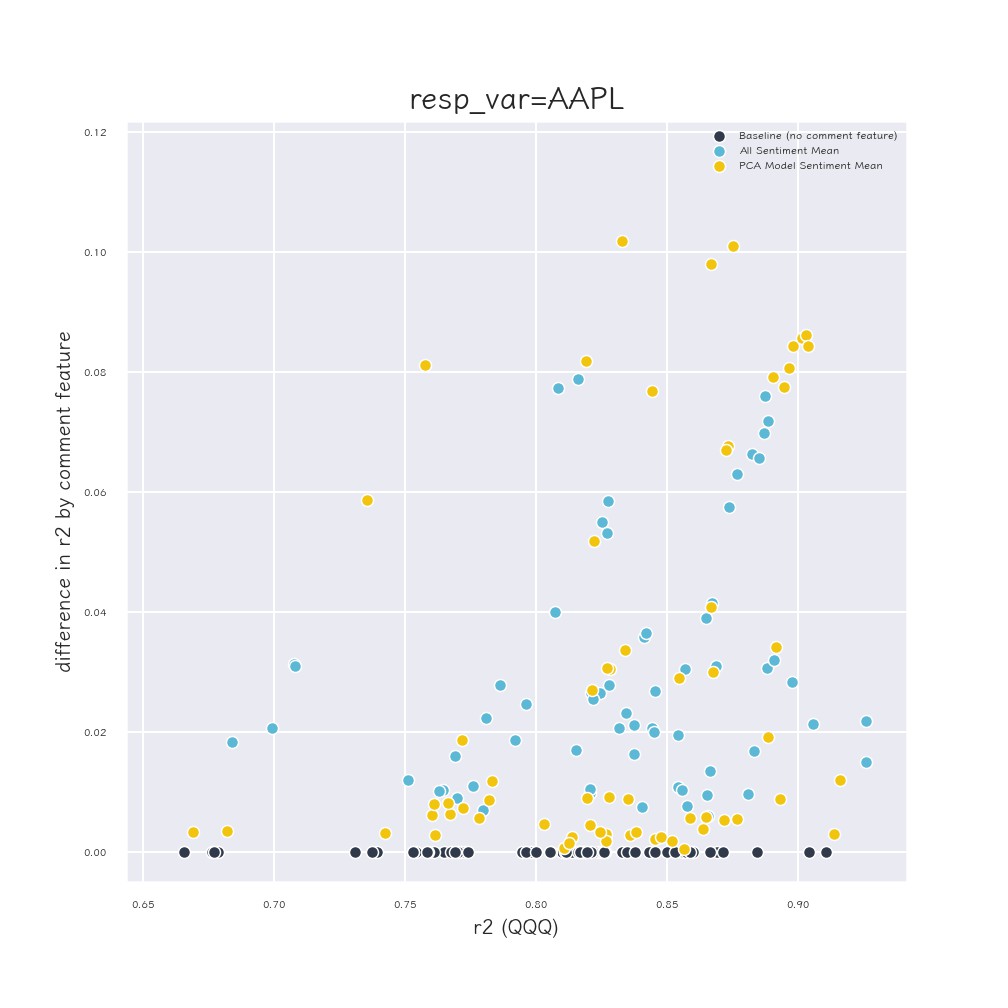 resp_var=AAPL
Baseline (no comment feature)
All Sentiment Mean
PCA Model Sentiment Mean
difference in r2 by comment feature
0.12
0.10
0.08
0.06
0.04
0.02
0.00
0.65 0.70 0.75 0.80 0.85 0.90
r2 (QQQ)